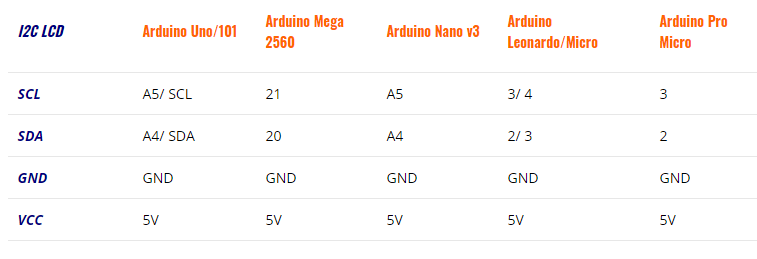 I2C LCD Arduino Uno/101 Arduino Mega 2560 Arduino Nano v3 Arduino Leonardo/Micro Arduino Pro Micro
SCL A5/ SCL 21 A5 3/ 4 3
SDA A4/ SDA 20 A4 2/ 3 2
GND GND GND GND GND GND
VCC 5V 5V 5V 5V 5V